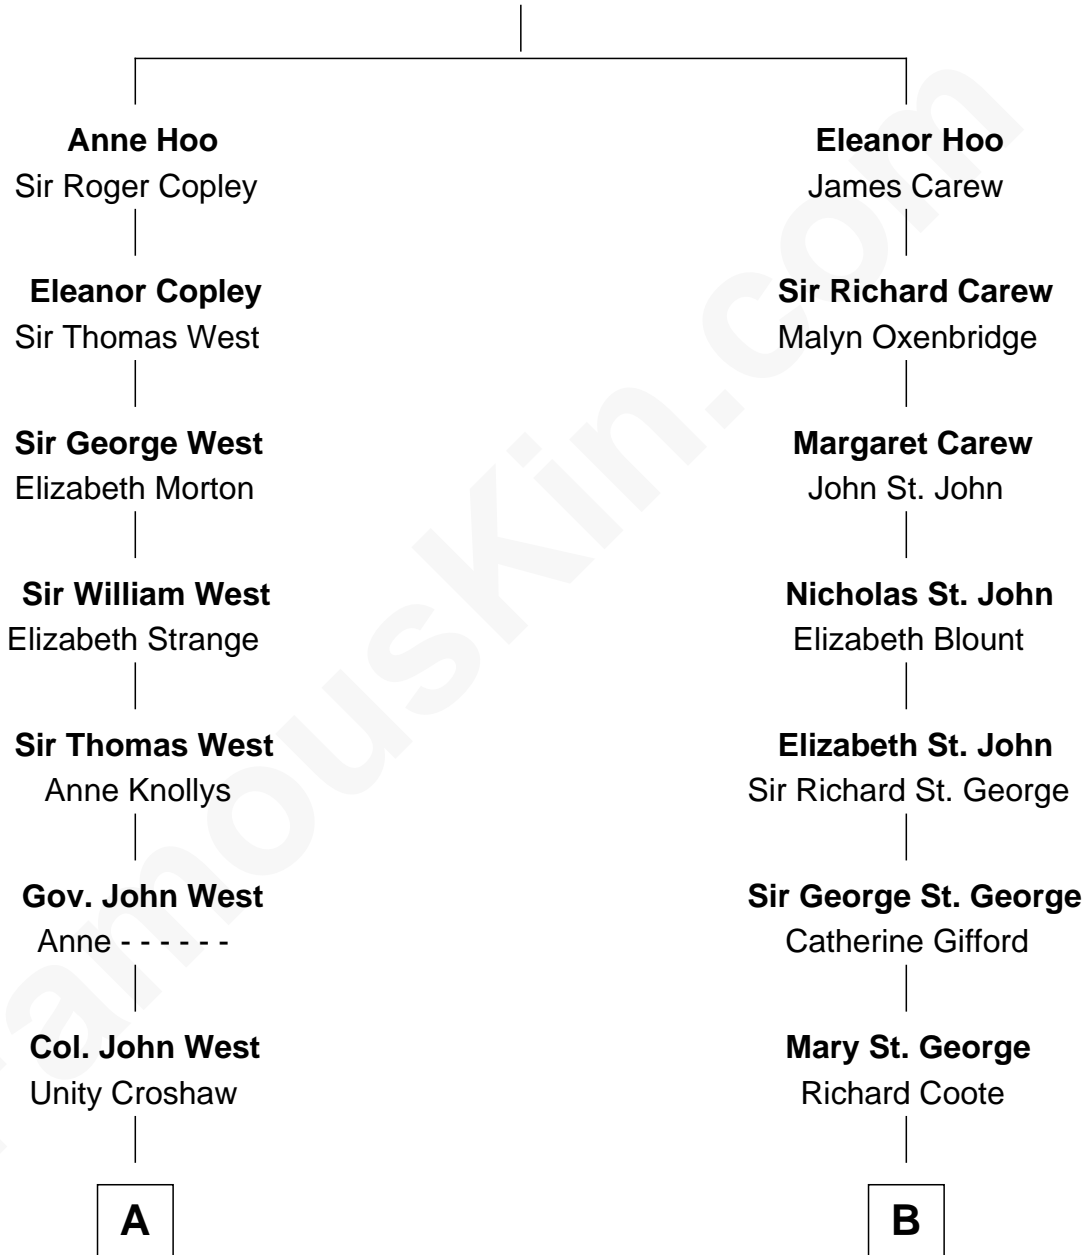 Anne Hoo
Sir Roger Copley
Eleanor Copley
Sir Thomas West
Sir George West
Elizabeth Morton
Sir William West
Elizabeth Strange
Sir Thomas West
Anne Knollys
Gov. John West
Anne - - - - - -
Col. John West
Unity Croshaw
A
Eleanor Hoo
James Carew
Sir Richard Carew
Malyn Oxenbridge
Margaret Carew
John St. John
Nicholas St. John
Elizabeth Blount
Elizabeth St. John
Sir Richard St. George
Sir George St. George
Catherine Gifford
Mary St. George
Richard Coote
B
FamousKin.com